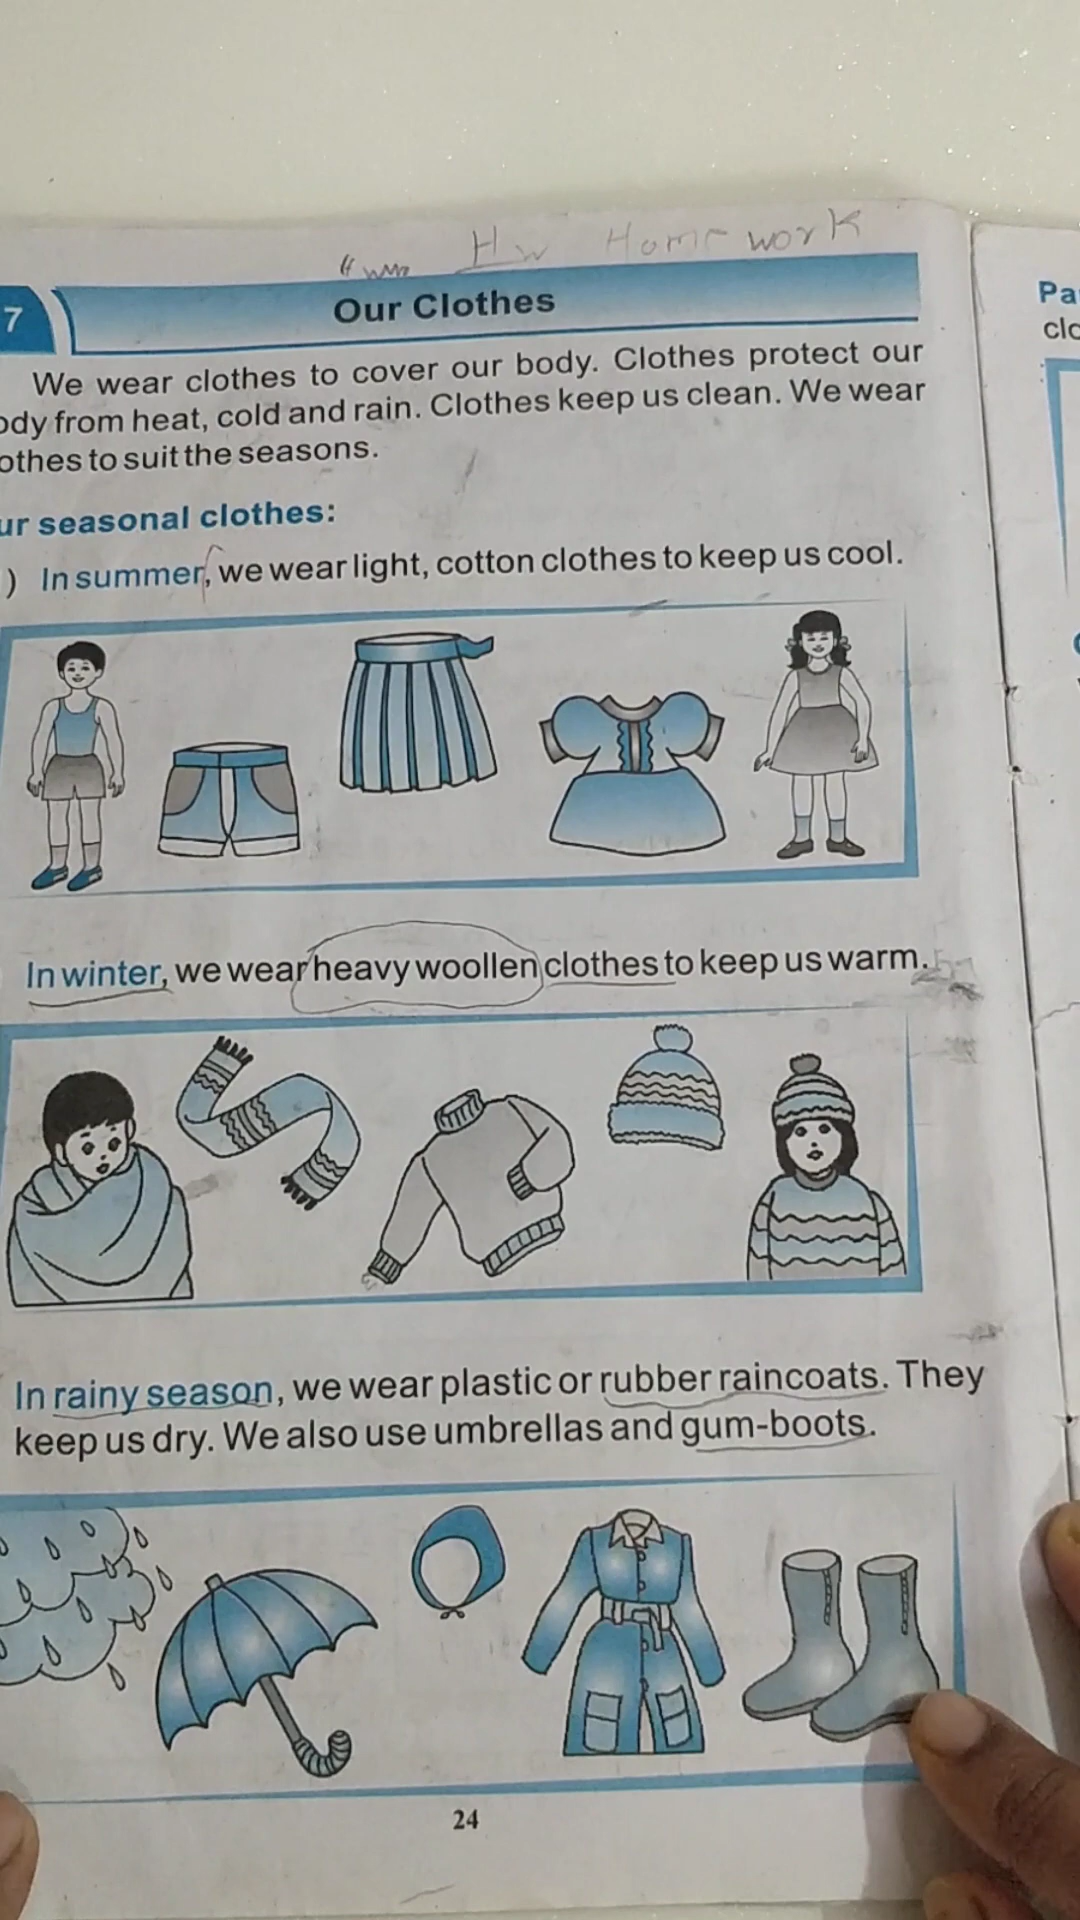 Hw Home work
7
Our Clothes
We wear clothes to cover our body. Clothes protect our
ody from heat, cold and rain. Clothes keep us clean. We wear
othes to suit the seasons.
ur seasonal clothes:
) In summer, we wear light, cotton clothes to keep us cool.
In winter, we wear heavy woollen clothes to keep us warm.
In rainy season, we wear plastic or rubber raincoats. They
keep us dry. We also use umbrellas and gum-boots.
24
Pa
clo